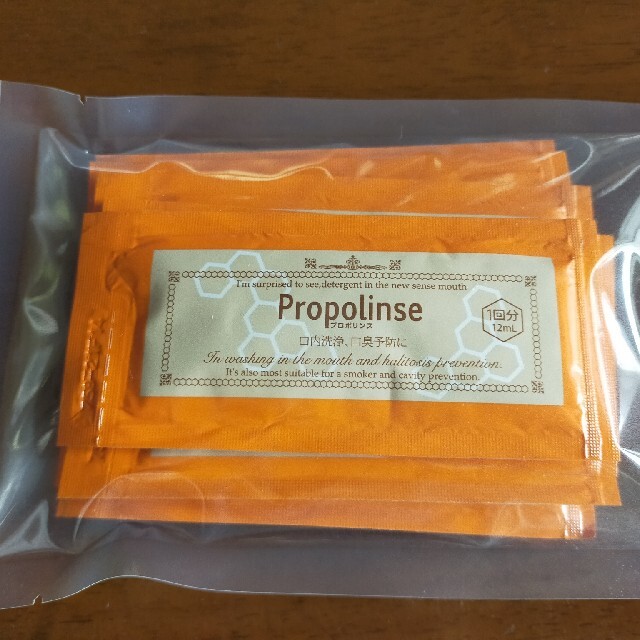 I'm surprised to see,detergent in the new sense mouth
Propolinse
プロポリンス
口内洗浄、口臭予防に
In washing in the mouth and halitosis prevention.
It's also most suitable for a smoker and cavity prevention.
1回分
12mL